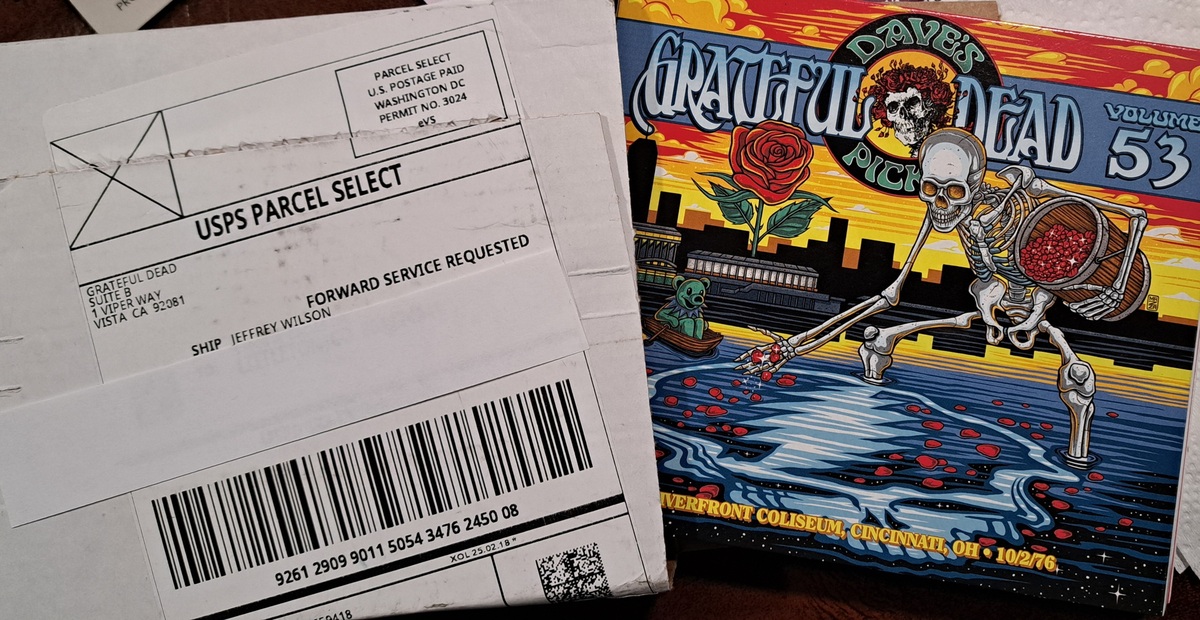 PARCEL SELECT
U.S. POSTAGE PAID
WASHINGTON DC
PERMIT NO. 3024
eVS
USPS PARCEL SELECT
GRATEFUL DEAD
SUITE B
1 VIPER WAY
VISTA CA 92081
FORWARD SERVICE REQUESTED
SHIP JEFFREY WILSON
9261 2909 9011 5054 3476 2450 08
XOL 25.02.18
DAVE'S
GRATEFUL DEAD
PICK
VOLUME
53
IVERFRONT COLISEUM, CINCINNATI, OH • 10/2/76